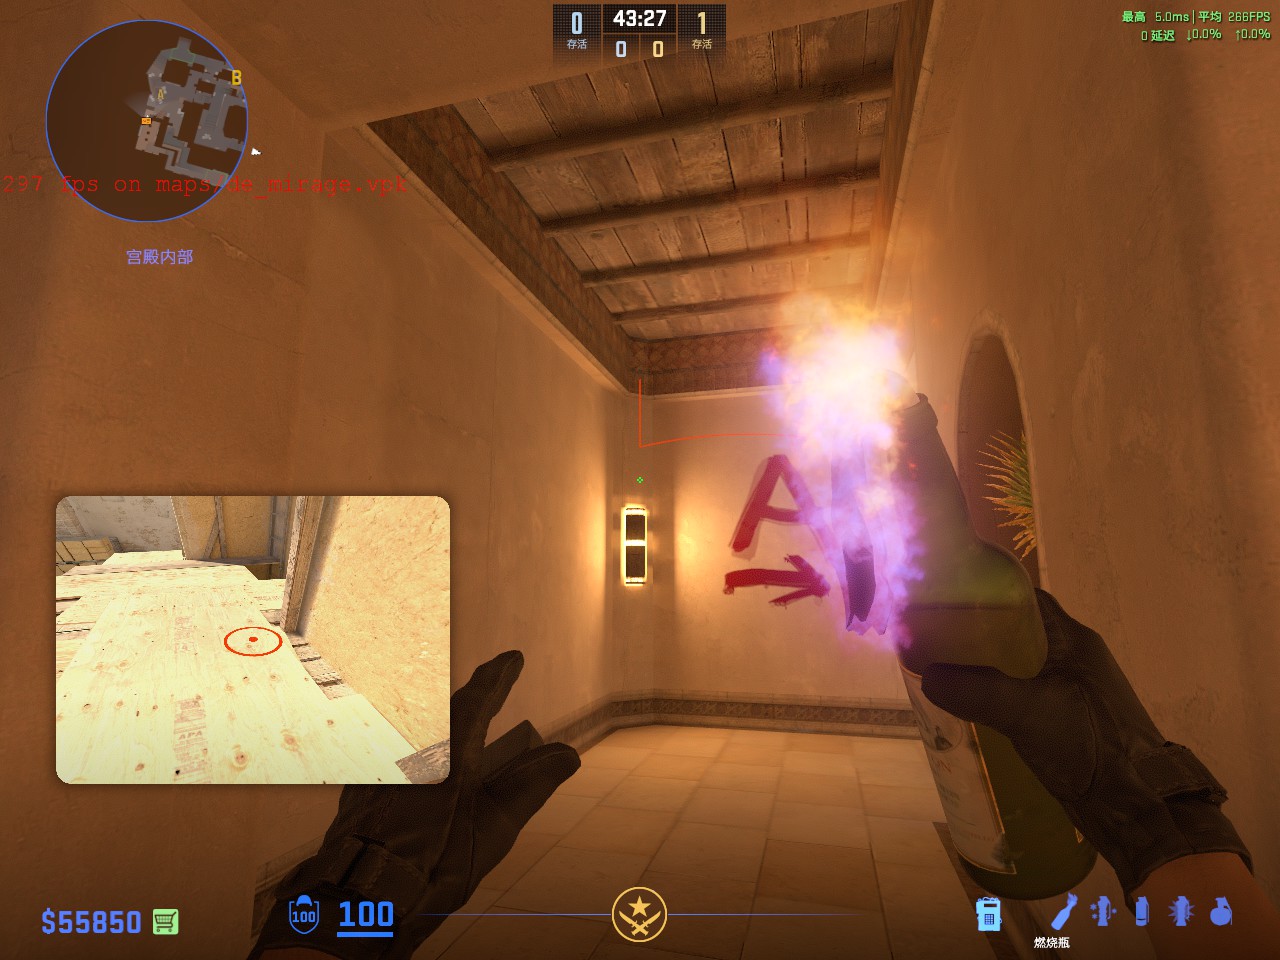 0
43:27
1
存活
0
0
存活
最高 5.0ms | 平均 266FPS
0 延迟 ↓0.0% ↑0.0%
B
297 fps on maps/de_mirage.vpk
宫殿内部
A
APA
$55850
100
100
燃烧瓶